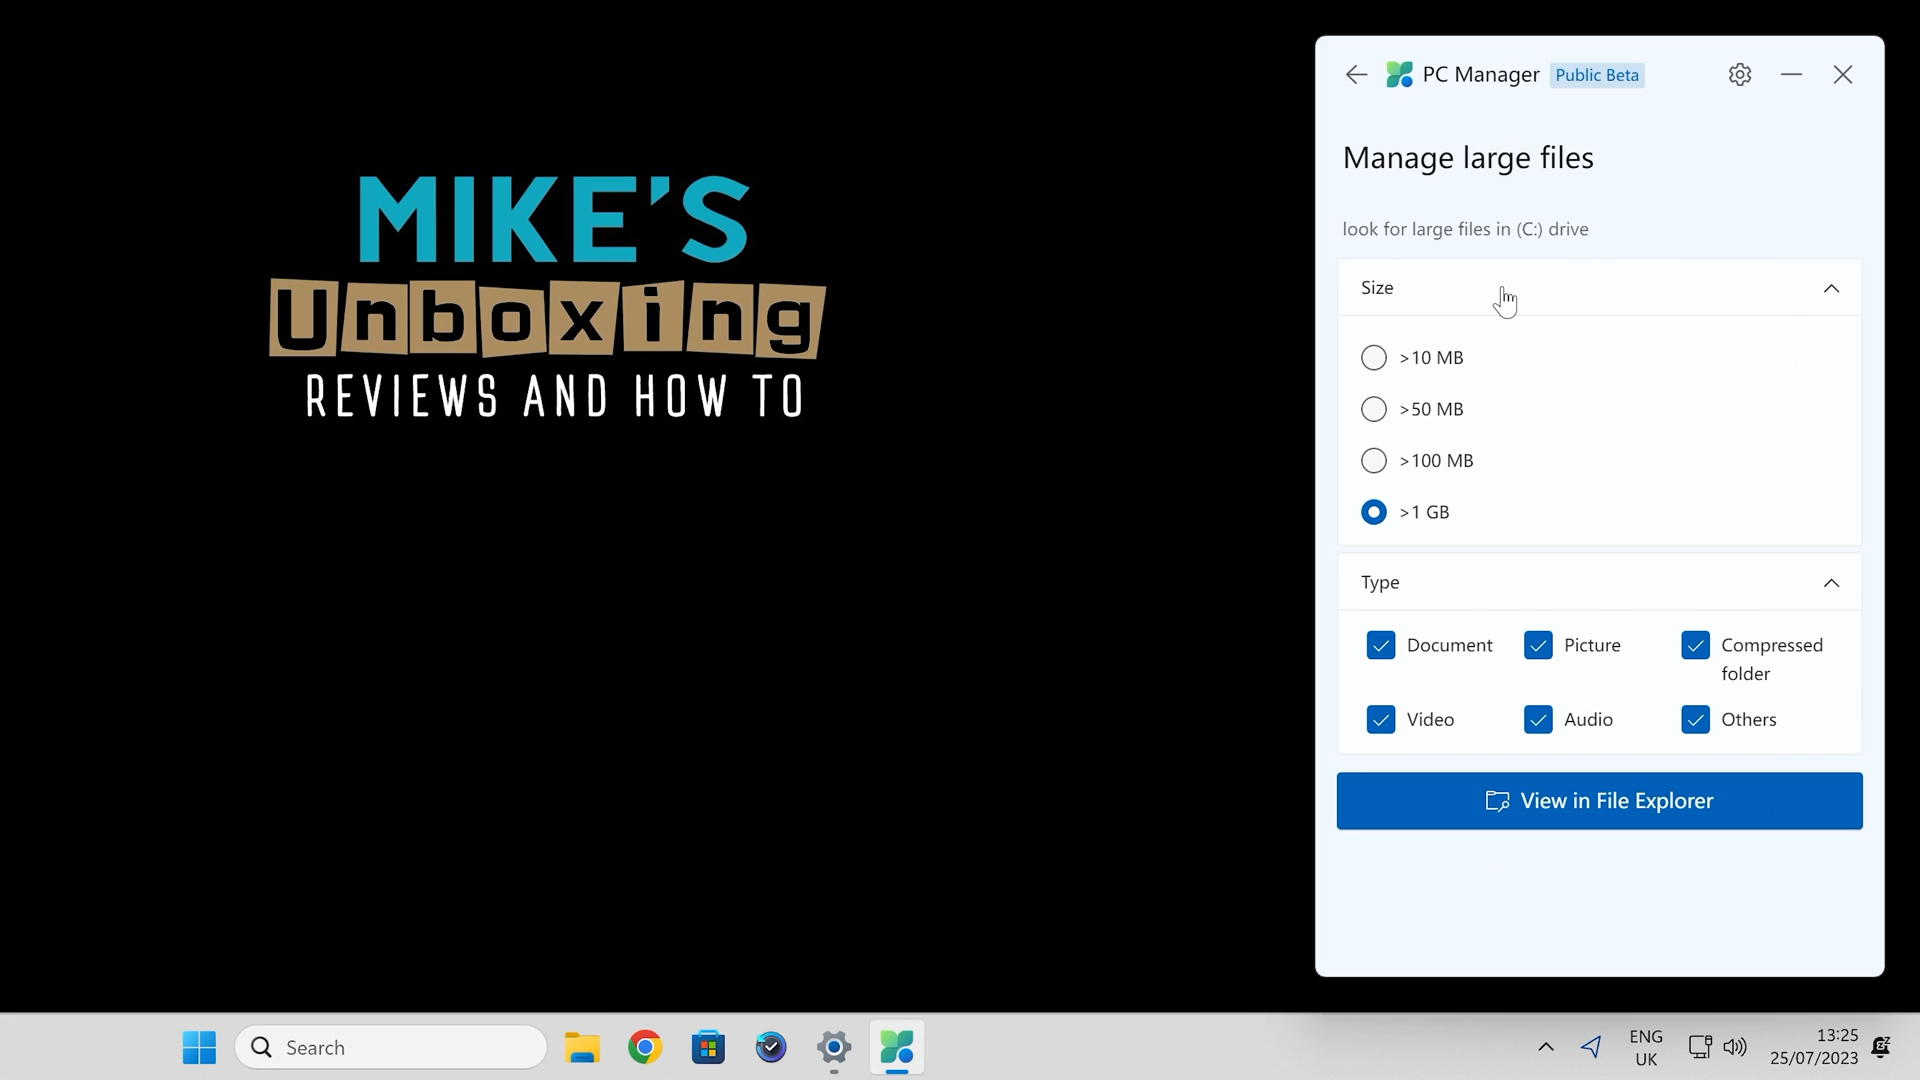 MIKE'S
Unboxing
REVIEWS AND HOW TO
PC Manager Public Beta
Manage large files
look for large files in (C:) drive
Size
>10 MB
>50 MB
>100 MB
>1 GB
Type
Document
Picture
Compressed
folder
Video
Audio
Others
View in File Explorer
Search
ENG
UK
13:25
25/07/2023